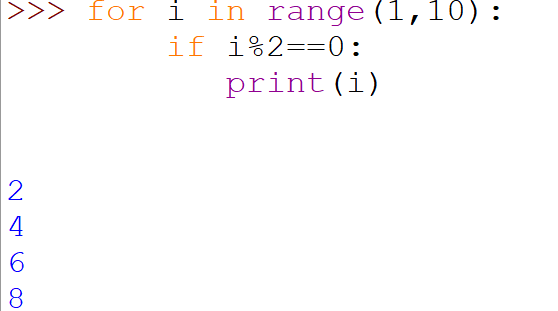 >>> for i in range(1,10):
        if i%2==0:
           print(i)
2
4
6
8